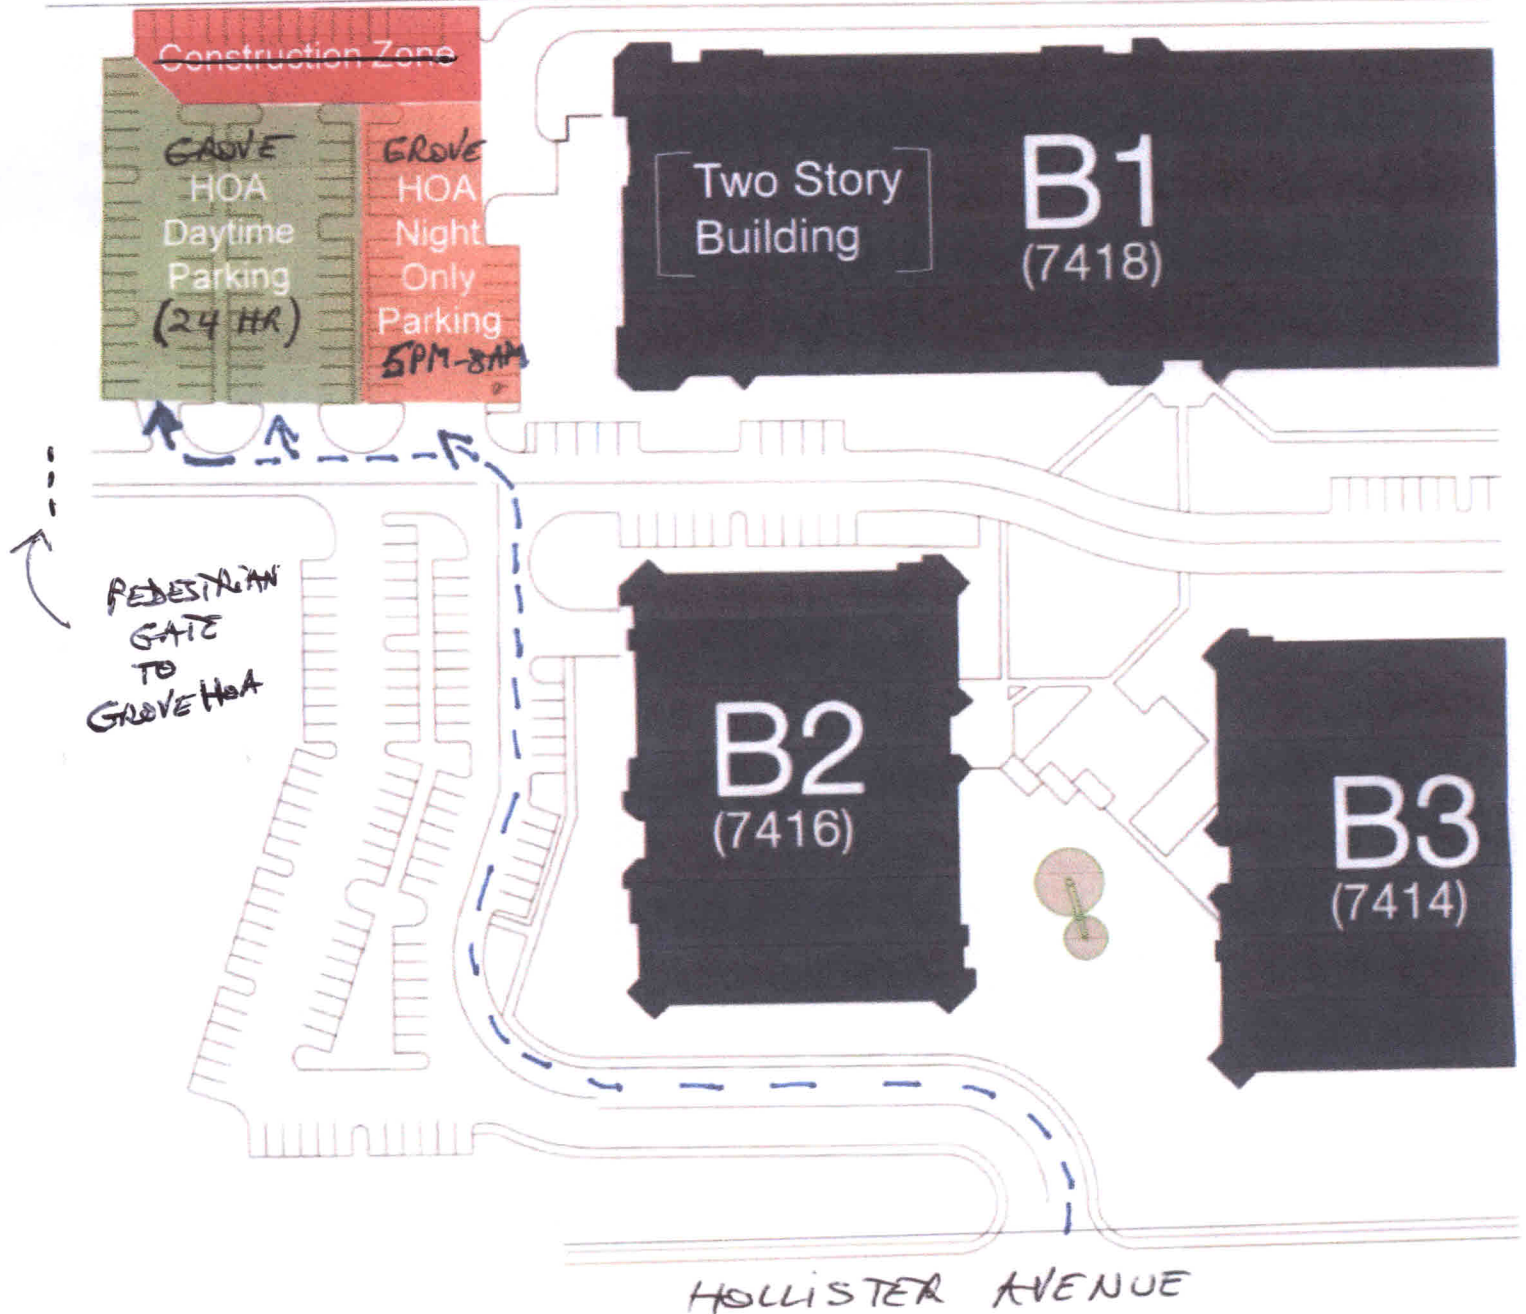 Construction Zone
GROVE
HOA
Daytime
Parking
(24 HR)
GROVE
HOA
Night
Only
Parking
5PM-8AM
Two Story
Building
B1
(7418)
PEDESTRIAN
GATE
TO
GROVE HOA
B2
(7416)
B3
(7414)
HOLLISTER AVENUE